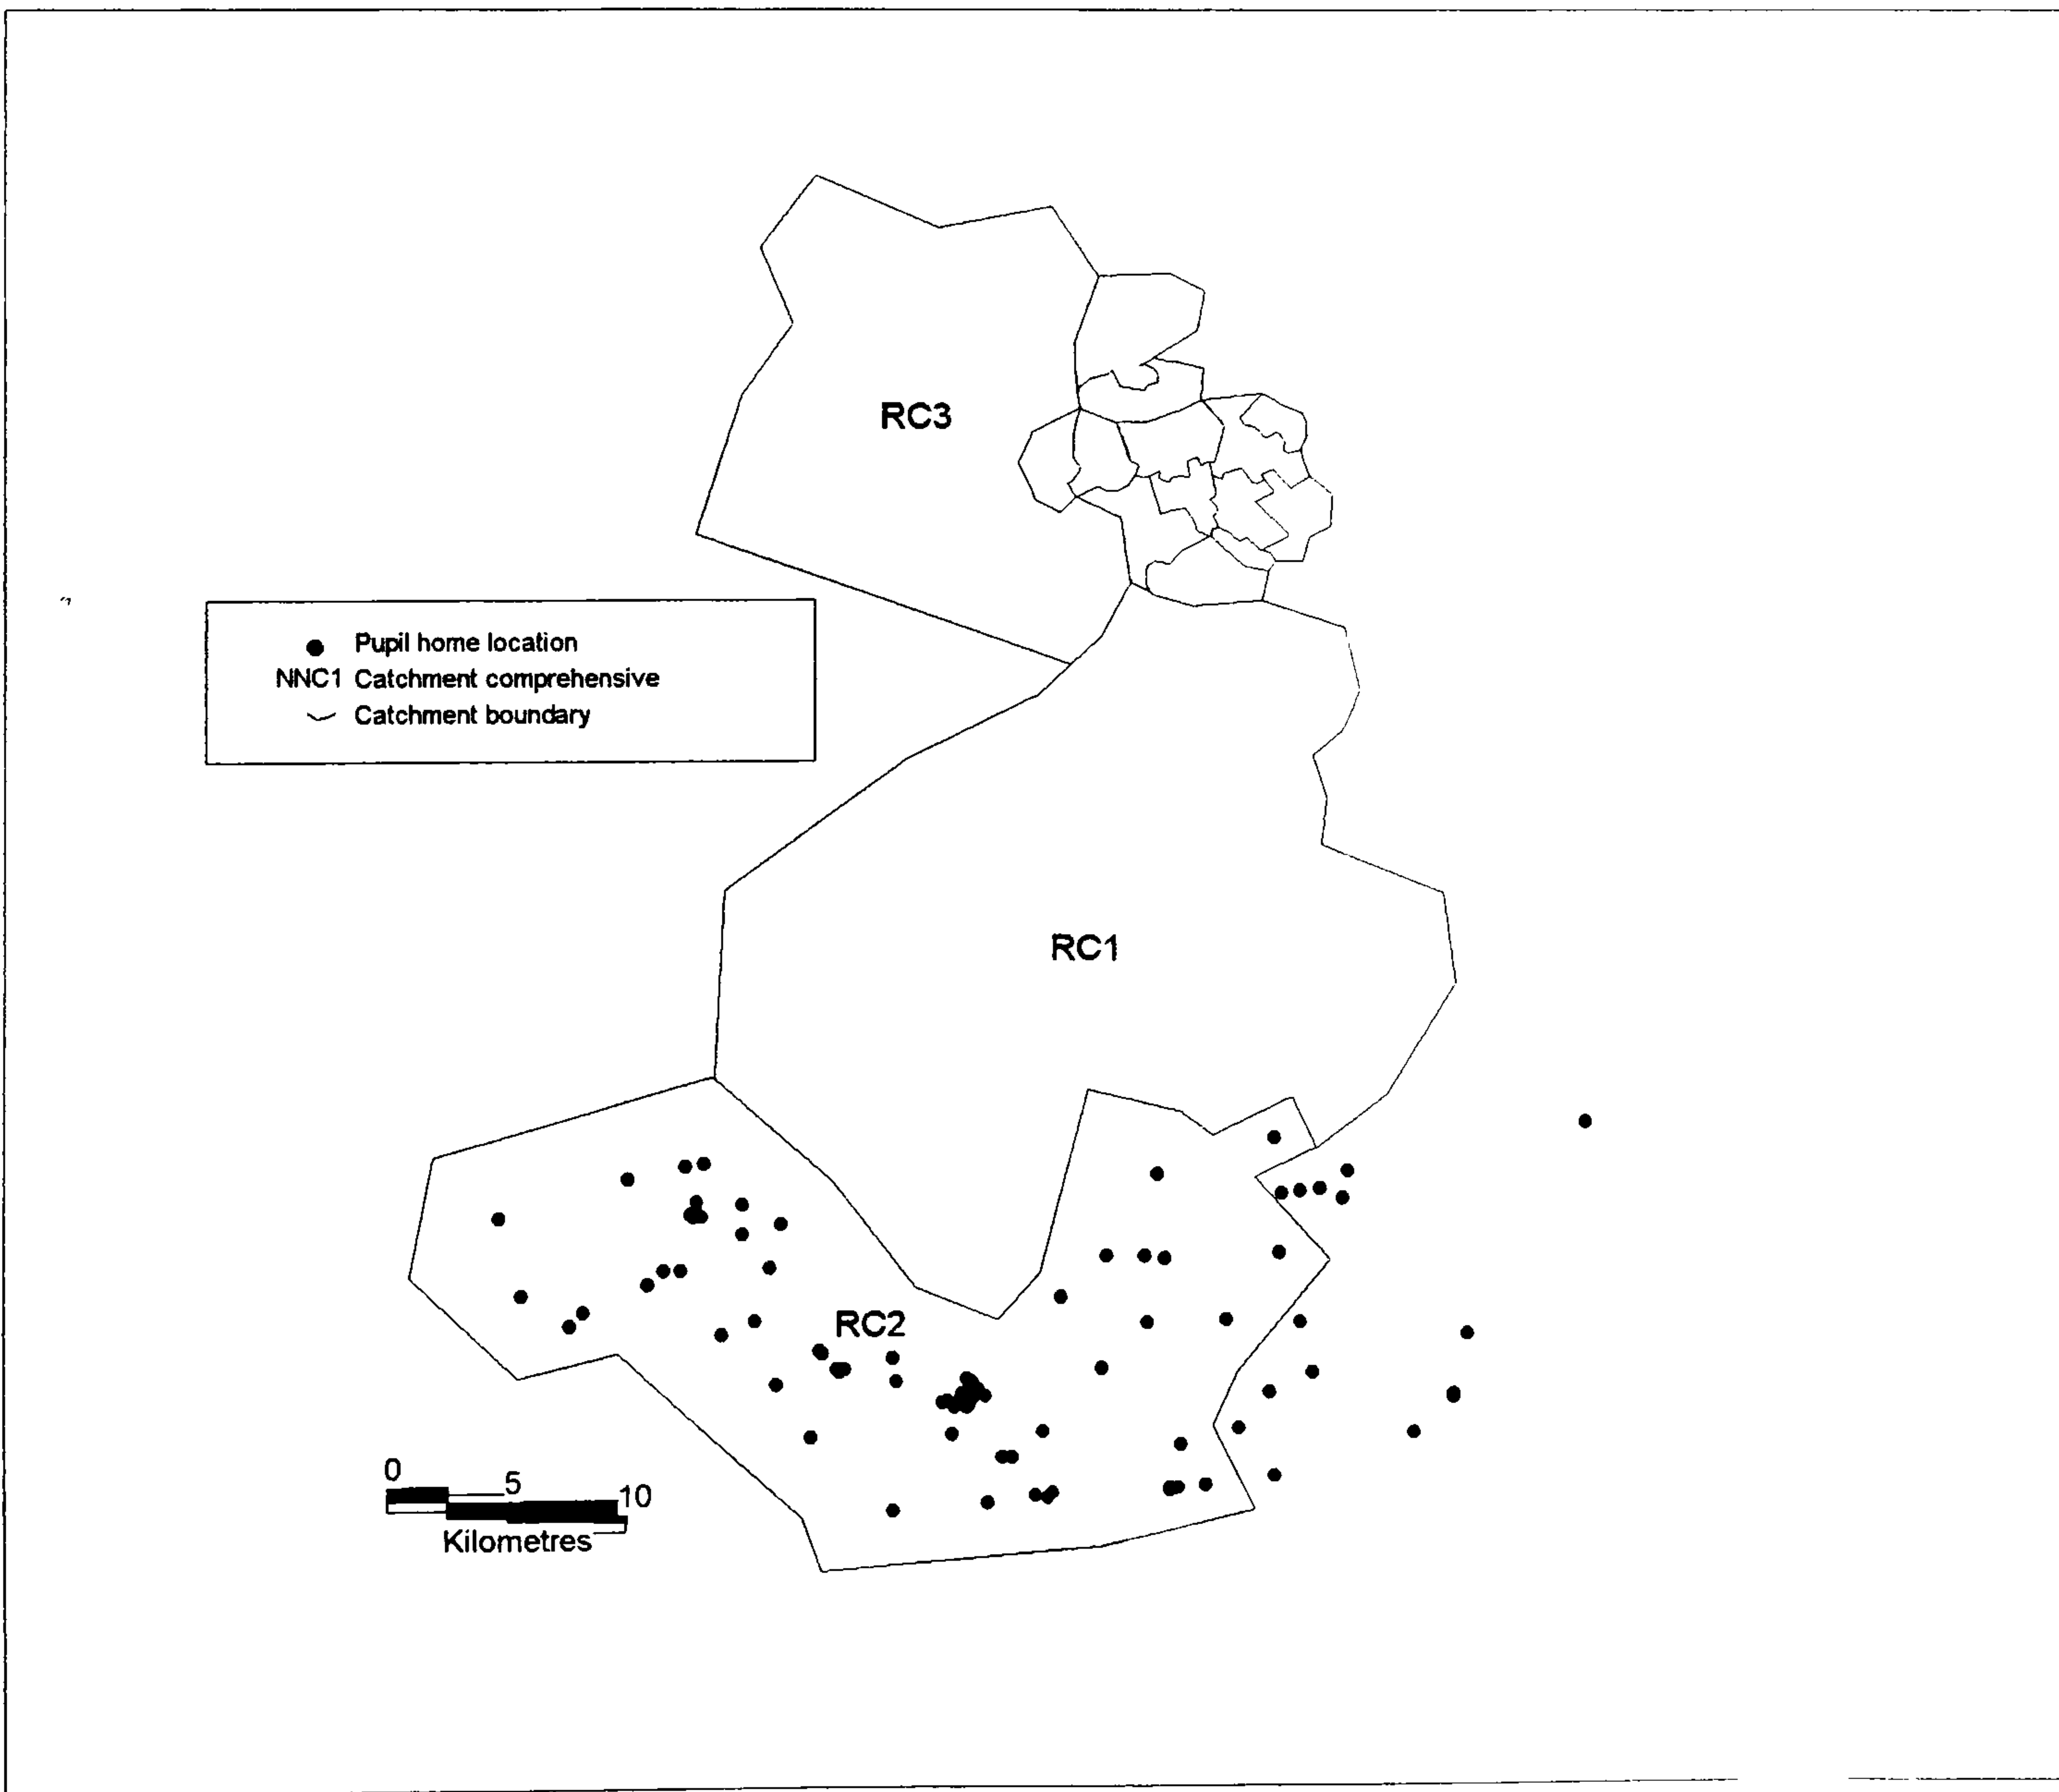 RC3
Pupil home location
NNC1 Catchment comprehensive
Catchment boundary
RC1
RC2
0
5
10
Kilometres